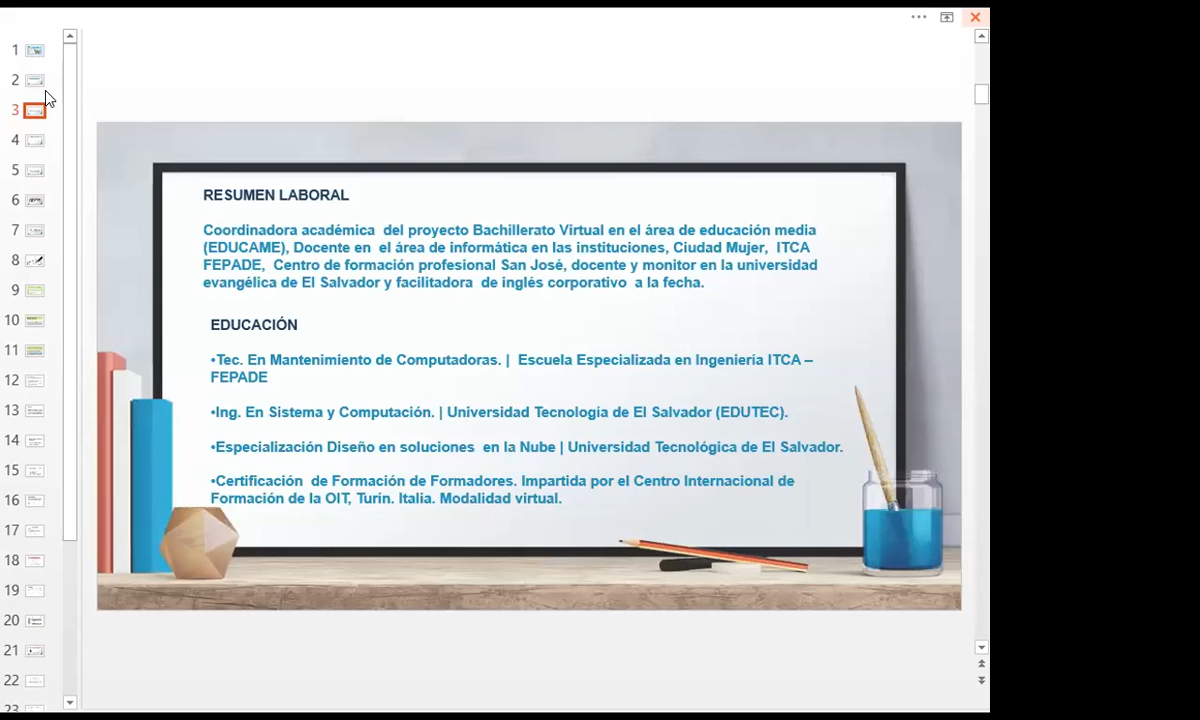 1
2
3
4
5
6
7
8
9
10
11
12
13
14
15
16
17
18
19
20
21
22
23
RESUMEN LABORAL
Coordinadora académica del proyecto Bachillerato Virtual en el área de educación media
(EDUCAME), Docente en el área de informática en las instituciones, Ciudad Mujer, ITCA
FEPADE, Centro de formación profesional San José, docente y monitor en la universidad
evangélica de El Salvador y facilitadora de inglés corporativo a la fecha.
EDUCACIÓN
•Tec. En Mantenimiento de Computadoras. | Escuela Especializada en Ingeniería ITCA –
FEPADE
•Ing. En Sistema y Computación. | Universidad Tecnología de El Salvador (EDUTEC).
•Especialización Diseño en soluciones en la Nube | Universidad Tecnológica de El Salvador.
•Certificación de Formación de Formadores. Impartida por el Centro Internacional de
Formación de la OIT, Turín. Italia. Modalidad virtual.